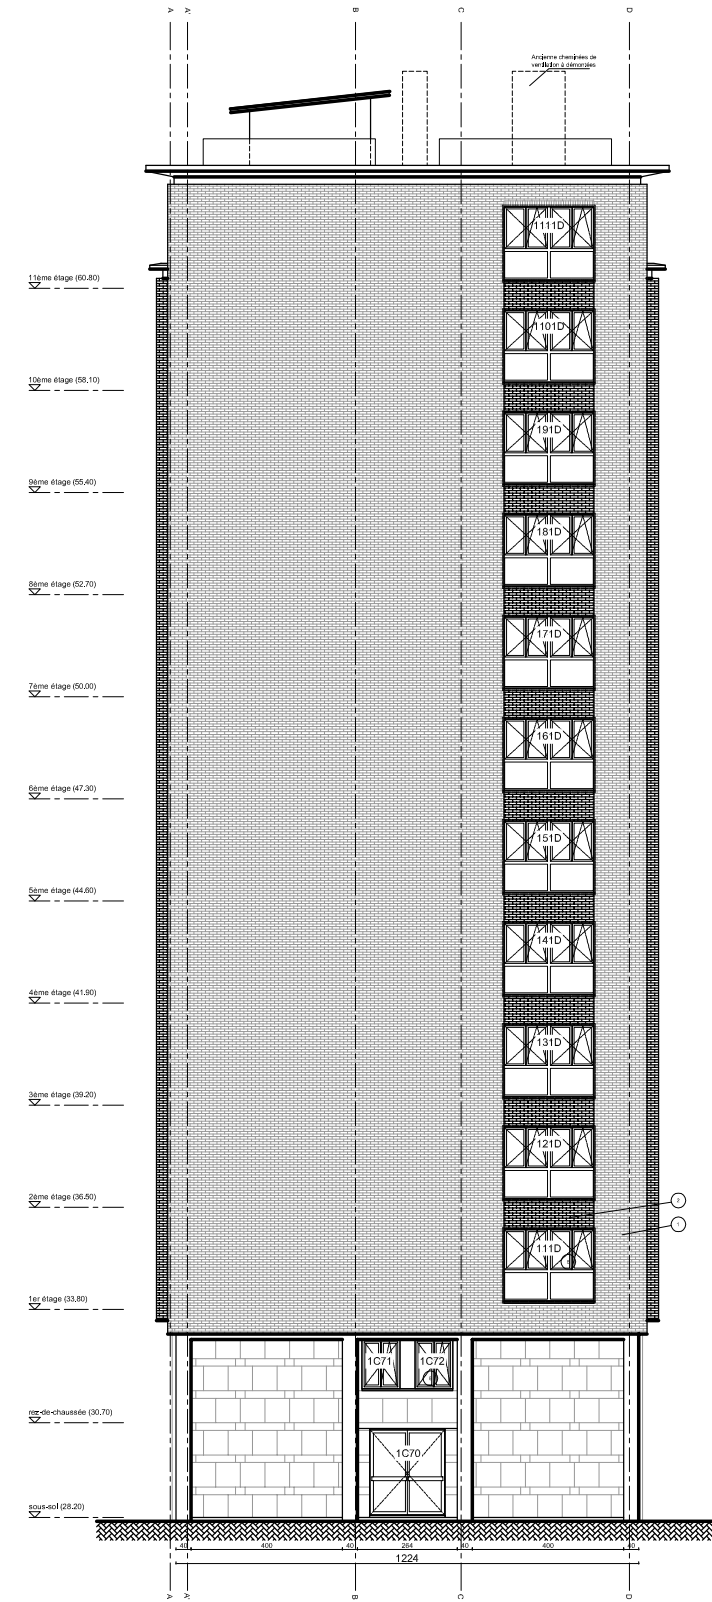 A A' B C D
Ancienne cheminées de
ventilation à démontées
1111D
11ème étage (60.80)
1101D
10ème étage (58.10)
191D
9ème étage (55.40)
181D
8ème étage (52.70)
171D
7ème étage (50.00)
161D
6ème étage (47.30)
151D
5ème étage (44.60)
141D
4ème étage (41.90)
131D
3ème étage (39.20)
121D
2ème étage (36.50)
2
1
111D
1er étage (33.80)
1C71 1C72
rez-de-chaussée (30.70)
1C70
sous-sol (28.20)
40 400 40 264 40 400 40
1224
A A' B C D